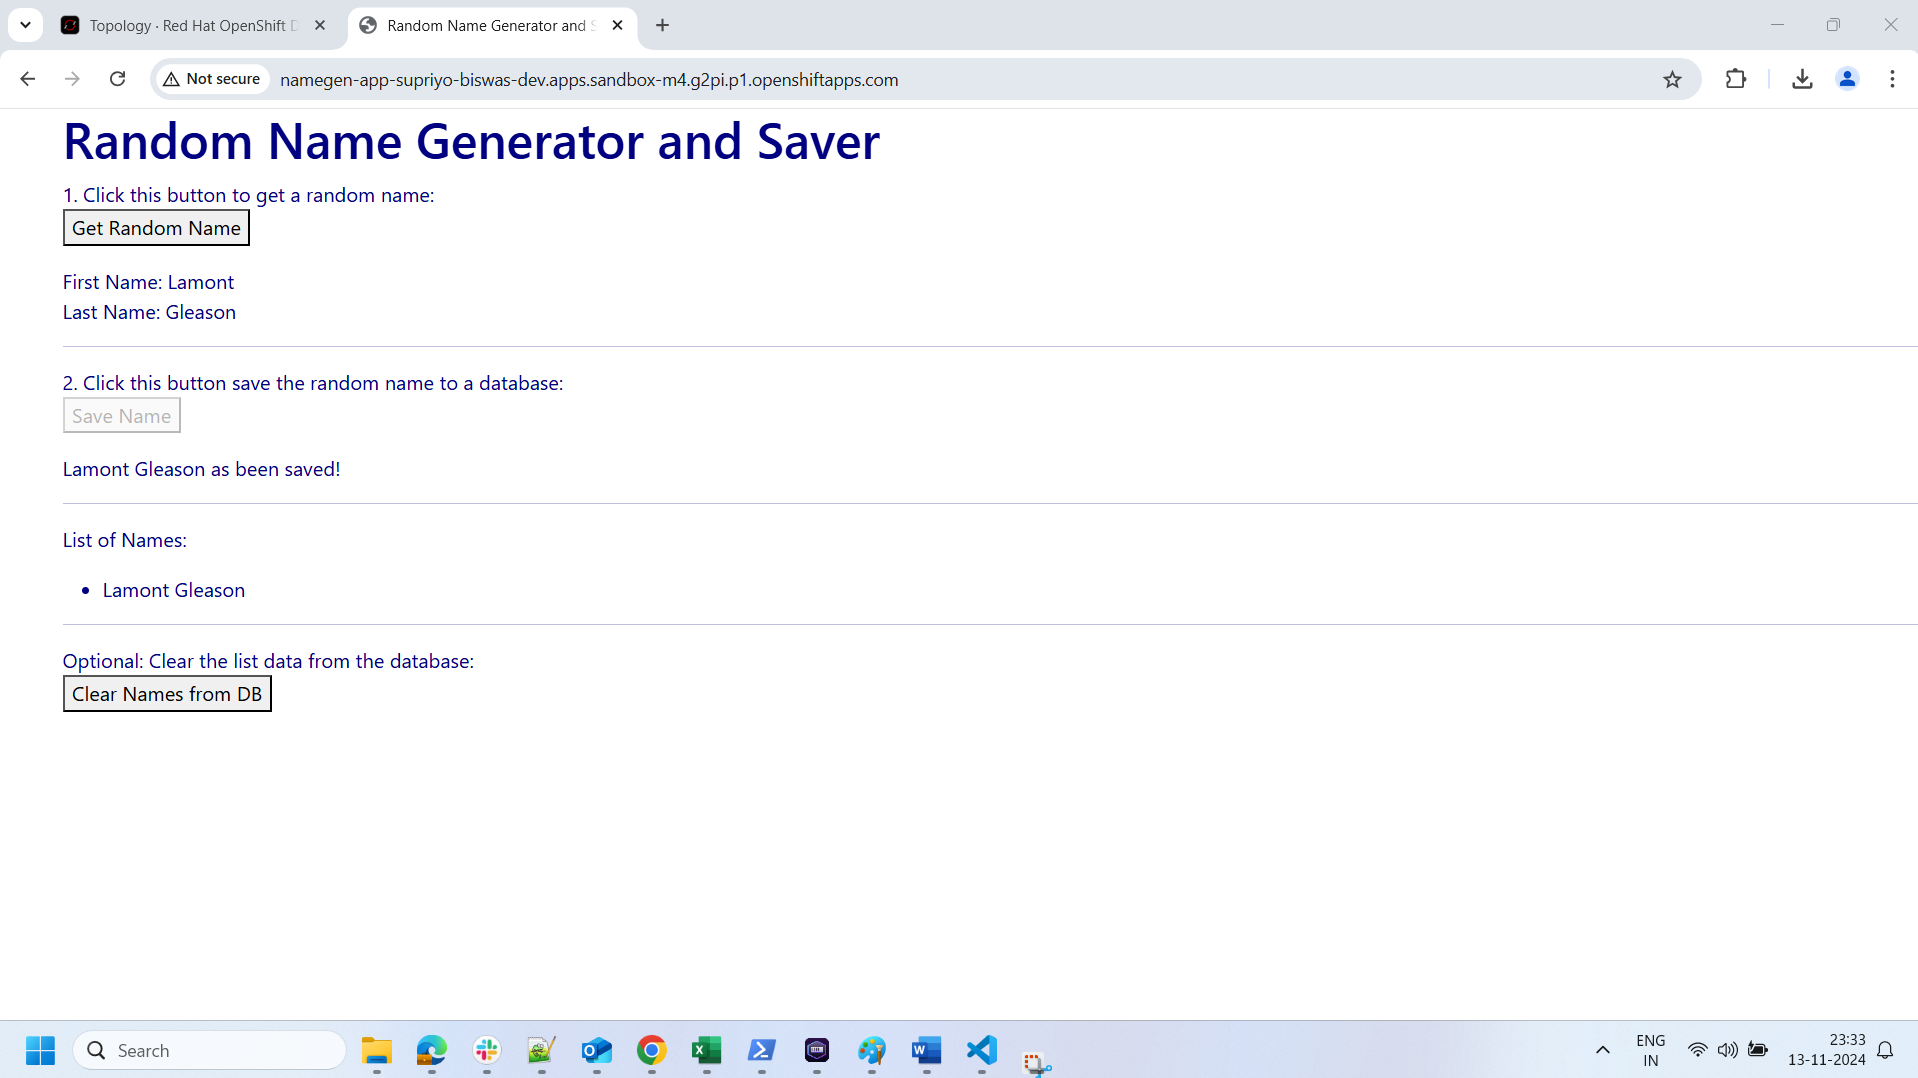 Topology · Red Hat OpenShift D
Random Name Generator and S
Not secure
namegen-app-supriyo-biswas-dev.apps.sandbox-m4.g2pi.p1.openshiftapps.com
Random Name Generator and Saver
1. Click this button to get a random name:
Get Random Name
First Name: Lamont
Last Name: Gleason
2. Click this button save the random name to a database:
Save Name
Lamont Gleason as been saved!
List of Names:
• Lamont Gleason
Optional: Clear the list data from the database:
Clear Names from DB
Search
ENG
IN
23:33
13-11-2024